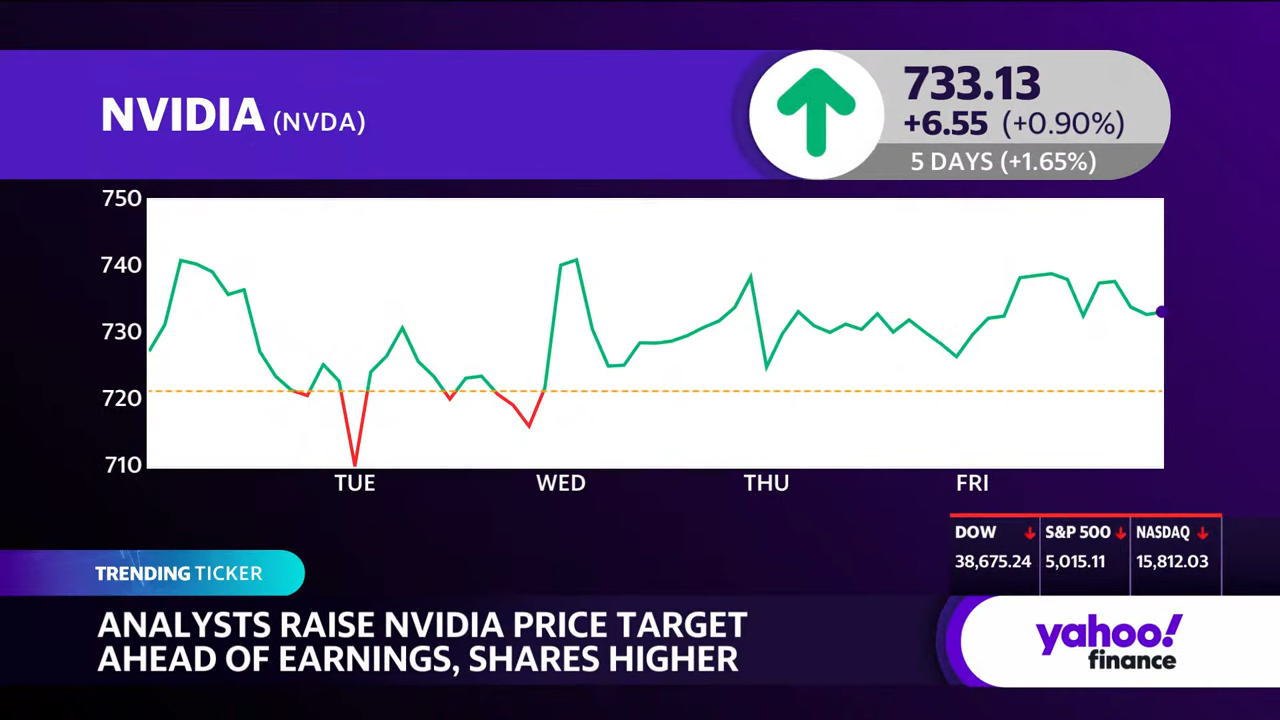 NVIDIA (NVDA)
733.13
+6.55 (+0.90%)
5 DAYS (+1.65%)
750
740
730
720
710
TUE WED THU FRI
DOW S&P 500 NASDAQ
38,675.24 5,015.11 15,812.03
TRENDING TICKER
ANALYSTS RAISE NVIDIA PRICE TARGET
AHEAD OF EARNINGS, SHARES HIGHER
yahoo!
finance